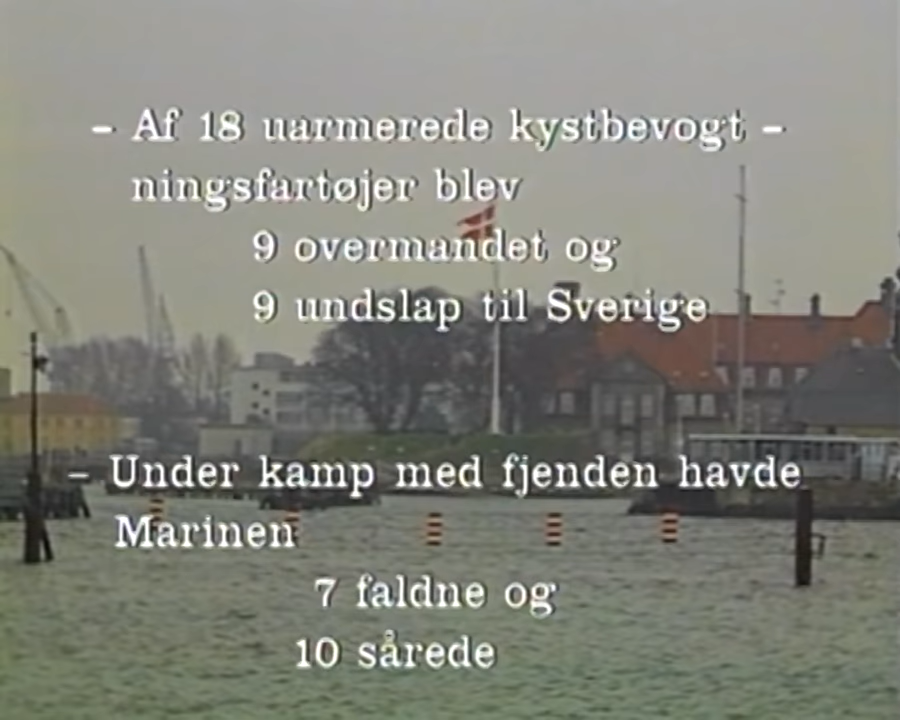 – Af 18 uarmerede kystbevogt –
ningsfartøjer blev
9 overmandet og
9 undslap til Sverige
– Under kamp med fjenden havde
Marinen
7 faldne og
10 sårede